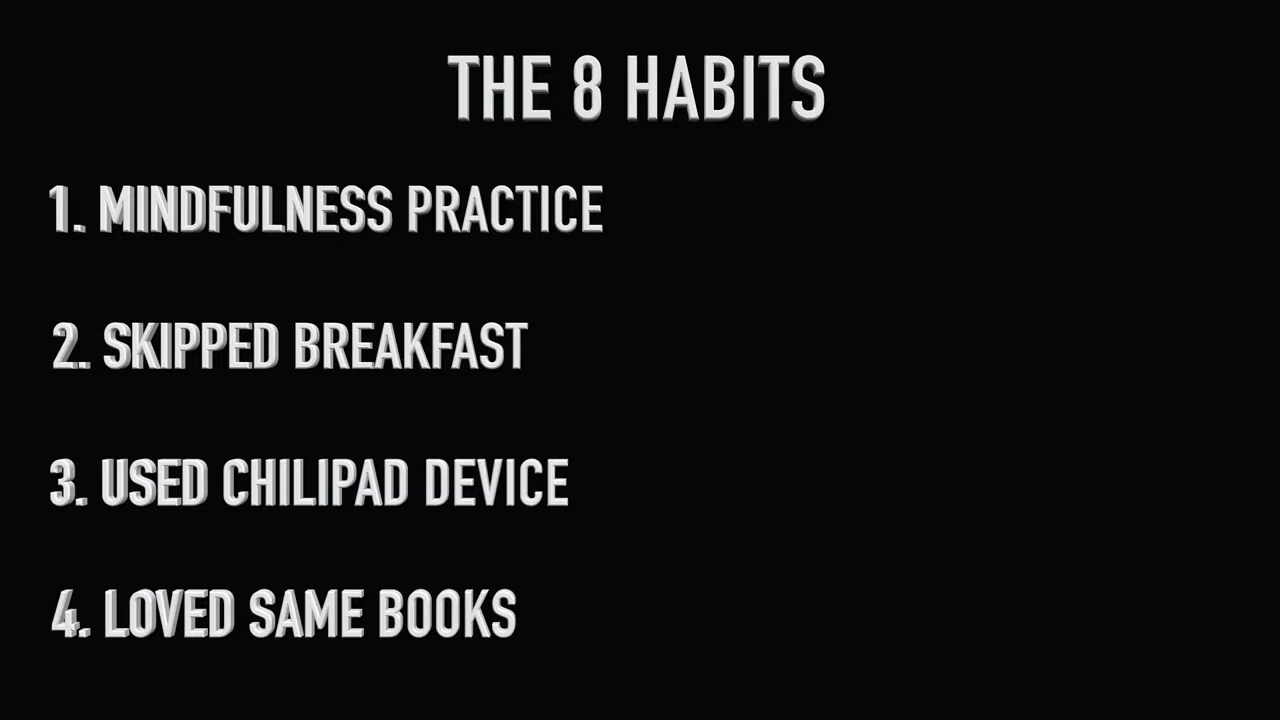 THE 8 HABITS
1. MINDFULNESS PRACTICE
2. SKIPPED BREAKFAST
3. USED CHILIPAD DEVICE
4. LOVED SAME BOOKS